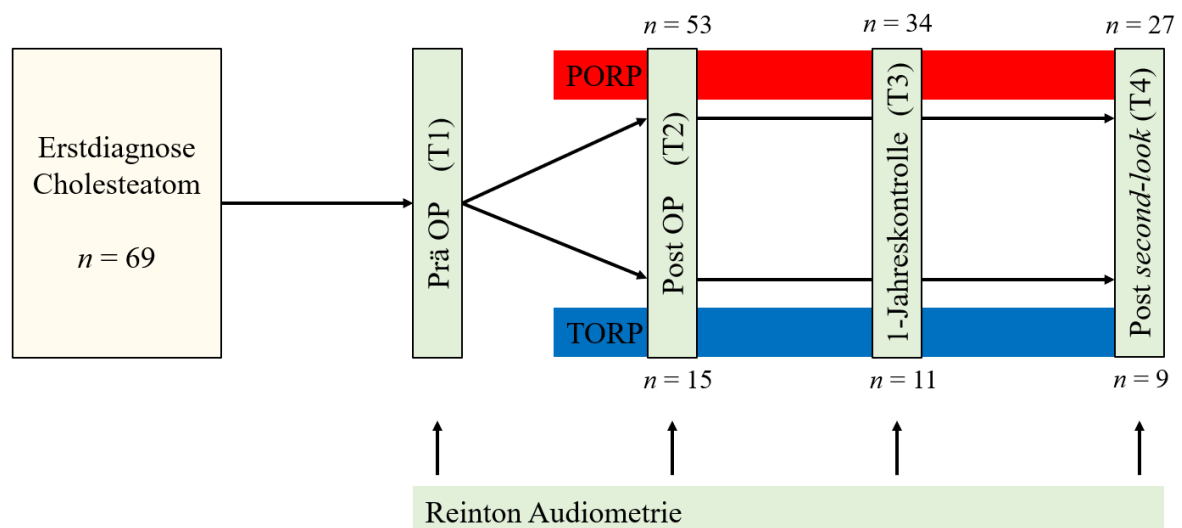 n = 53
n = 34
n = 27
PORP
Erstdiagnose
Cholesteatom
n = 69
Prä OP (T1)
Post OP (T2)
1-Jahreskontrolle (T3)
Post second-look (T4)
TORP
n = 15
n = 11
n = 9
Reinton Audiometrie